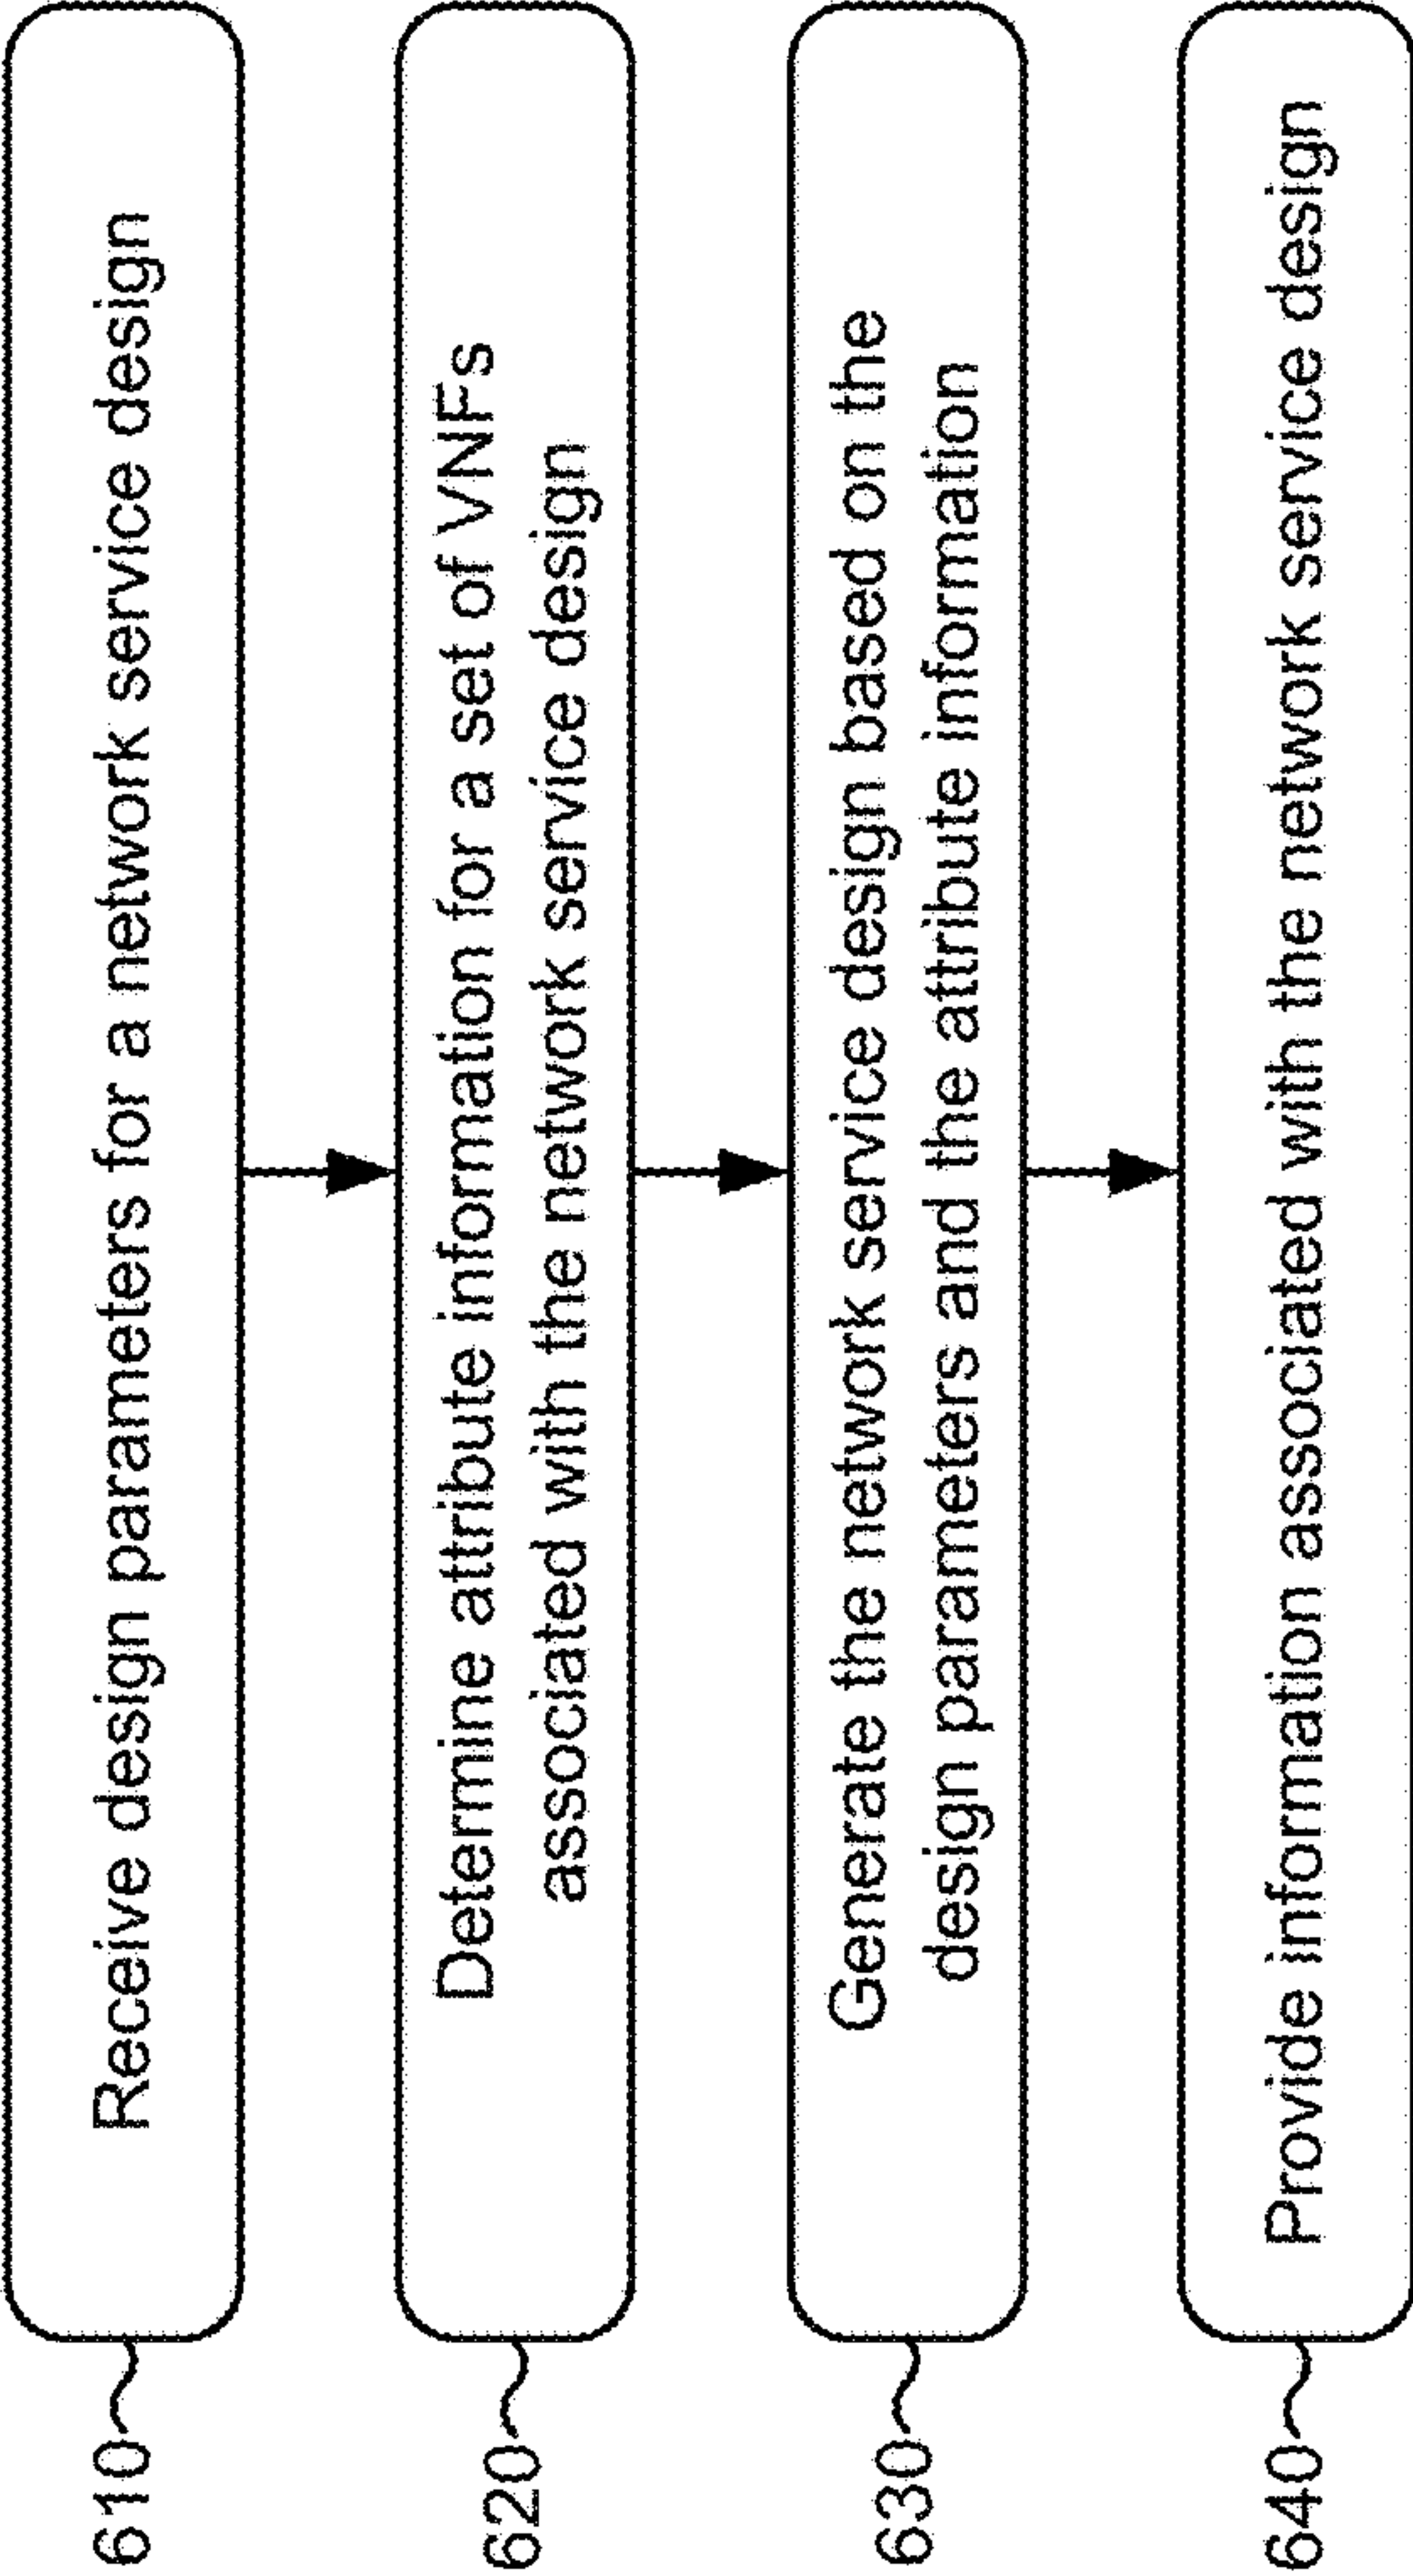 610
Receive design parameters for a network service design
620
Determine attribute information for a set of VNFs
associated with the network service design
630
Generate the network service design based on the
design parameters and the attribute information
640
Provide information associated with the network service design